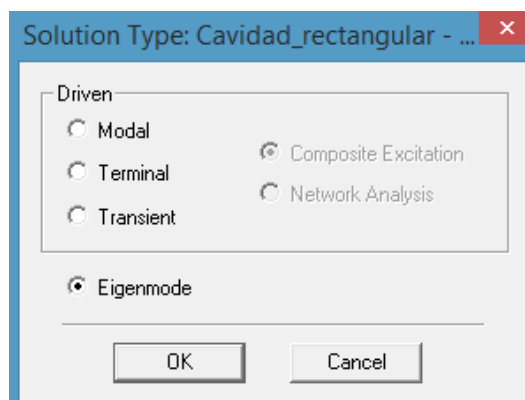 Solution Type: Cavidad_rectangular - ...
Driven
Modal
Composite Excitation
Terminal
Network Analysis
Transient
Eigenmode
OK Cancel